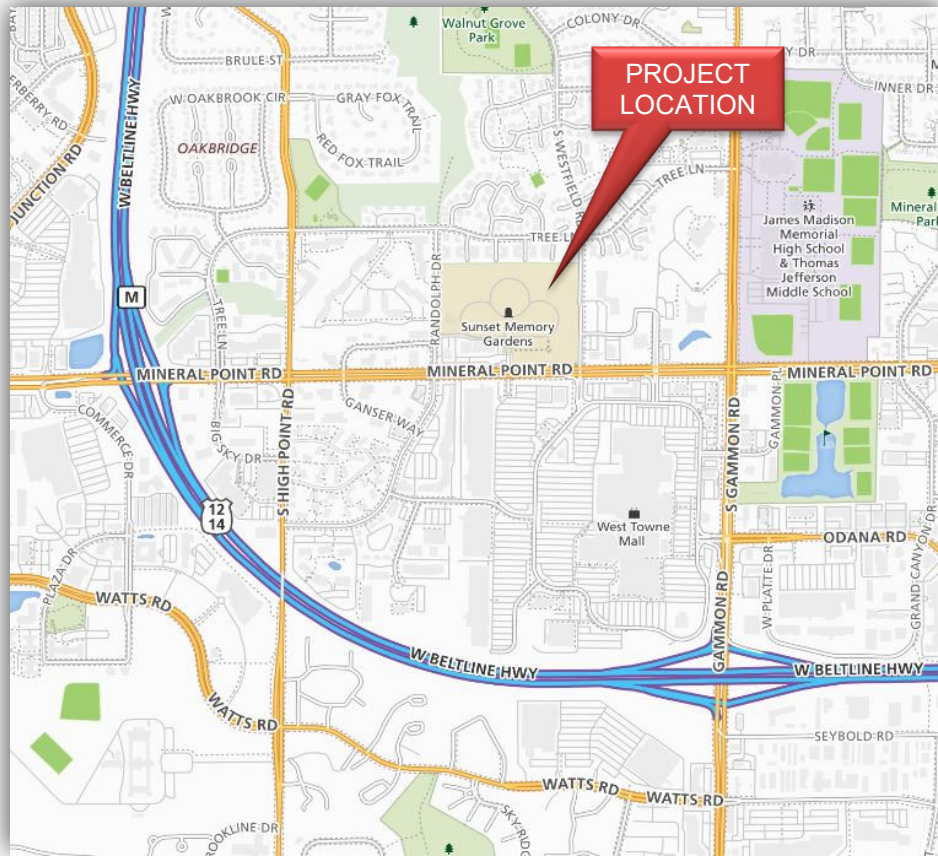 Walnut Grove
Park
COLONY DR
BRULE ST
PROJECT
LOCATION
INNER DR
W OAKBROOK CIR
GRAY FOX TRAIL
OAKBRIDGE
RED FOX TRAIL
W BELTLINE HWY
JUNCTION RD
S WESTFIELD RD
TREE LN
James Madison
Memorial
High School
& Thomas
Jefferson
Middle School
Mineral
Park
TREE LN
RANDOLPH DR
M
TREE LN
Sunset Memory
Gardens
MINERAL POINT RD
MINERAL POINT RD
MINERAL POINT RD
COMMERCE DR
BIG SKY DR
S HIGH POINT RD
GANSER WAY
S GAMMON RD
GAMMON PL
12
14
West Towne
Mall
ODANA RD
PLAZA DR
WATTS RD
GAMMON RD
W PLATTE DR
GRAND CANYON DR
W BELTLINE HWY
W BELTLINE HWY
WATTS RD
SEYBOLD RD
WATTS RD
WATTS RD
OOKLINE DR
SKY RIDG